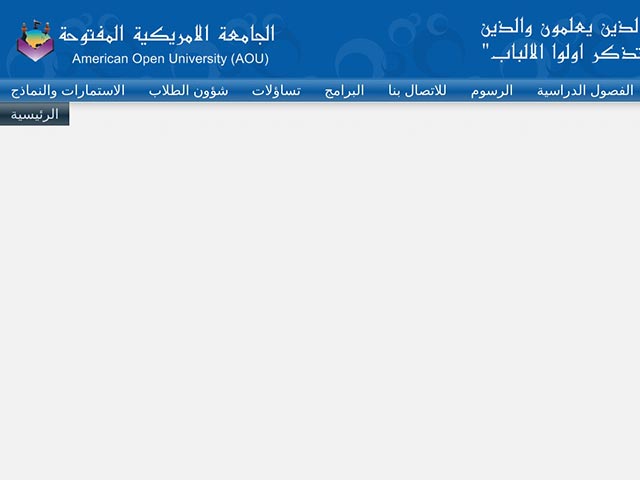 الجامعة الامريكية المفتوحة
American Open University (AOU)
لذين يعلمون والذين
تذكر اولوا الالباب"
الفصول الدراسية
الرسوم
للاتصال بنا
البرامج
تساؤلات
شؤون الطلاب
الاستمارات والنماذج
الرئيسية